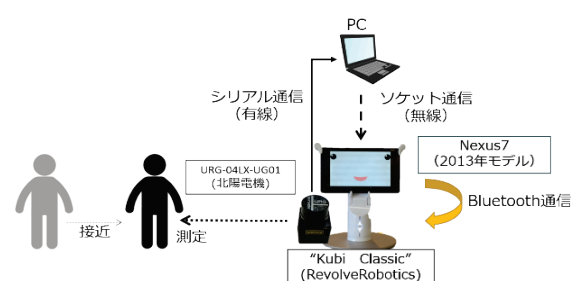 PC
シリアル通信
(有線)
ソケット通信
(無線)
Nexus7
(2013年モデル)
URG-04LX-UG01
(北陽電機)
Bluetooth通信
接近
測定
“Kubi Classic”
(RevolveRobotics)